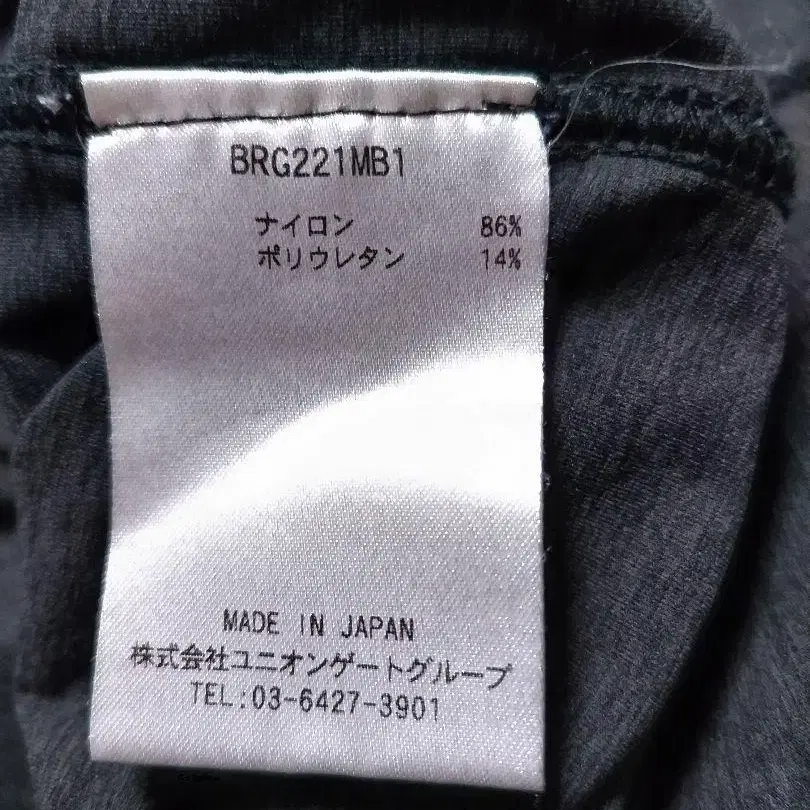 BRG221MB1
ナイロン 86%
ポリウレタン 14%
MADE IN JAPAN
株式会社ユニオンゲートグループ
TEL:03-6427-3901